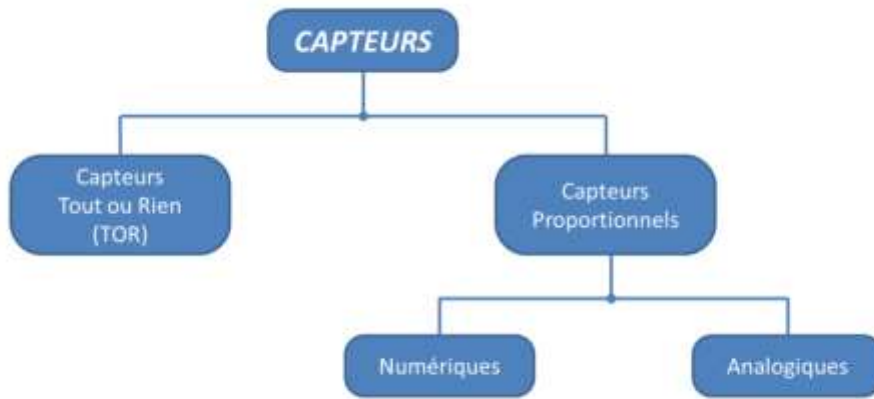 CAPTEURS
Capteurs
Tout ou Rien
(TOR)
Capteurs
Proportionnels
Numériques
Analogiques